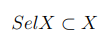 SelX ⊂ X